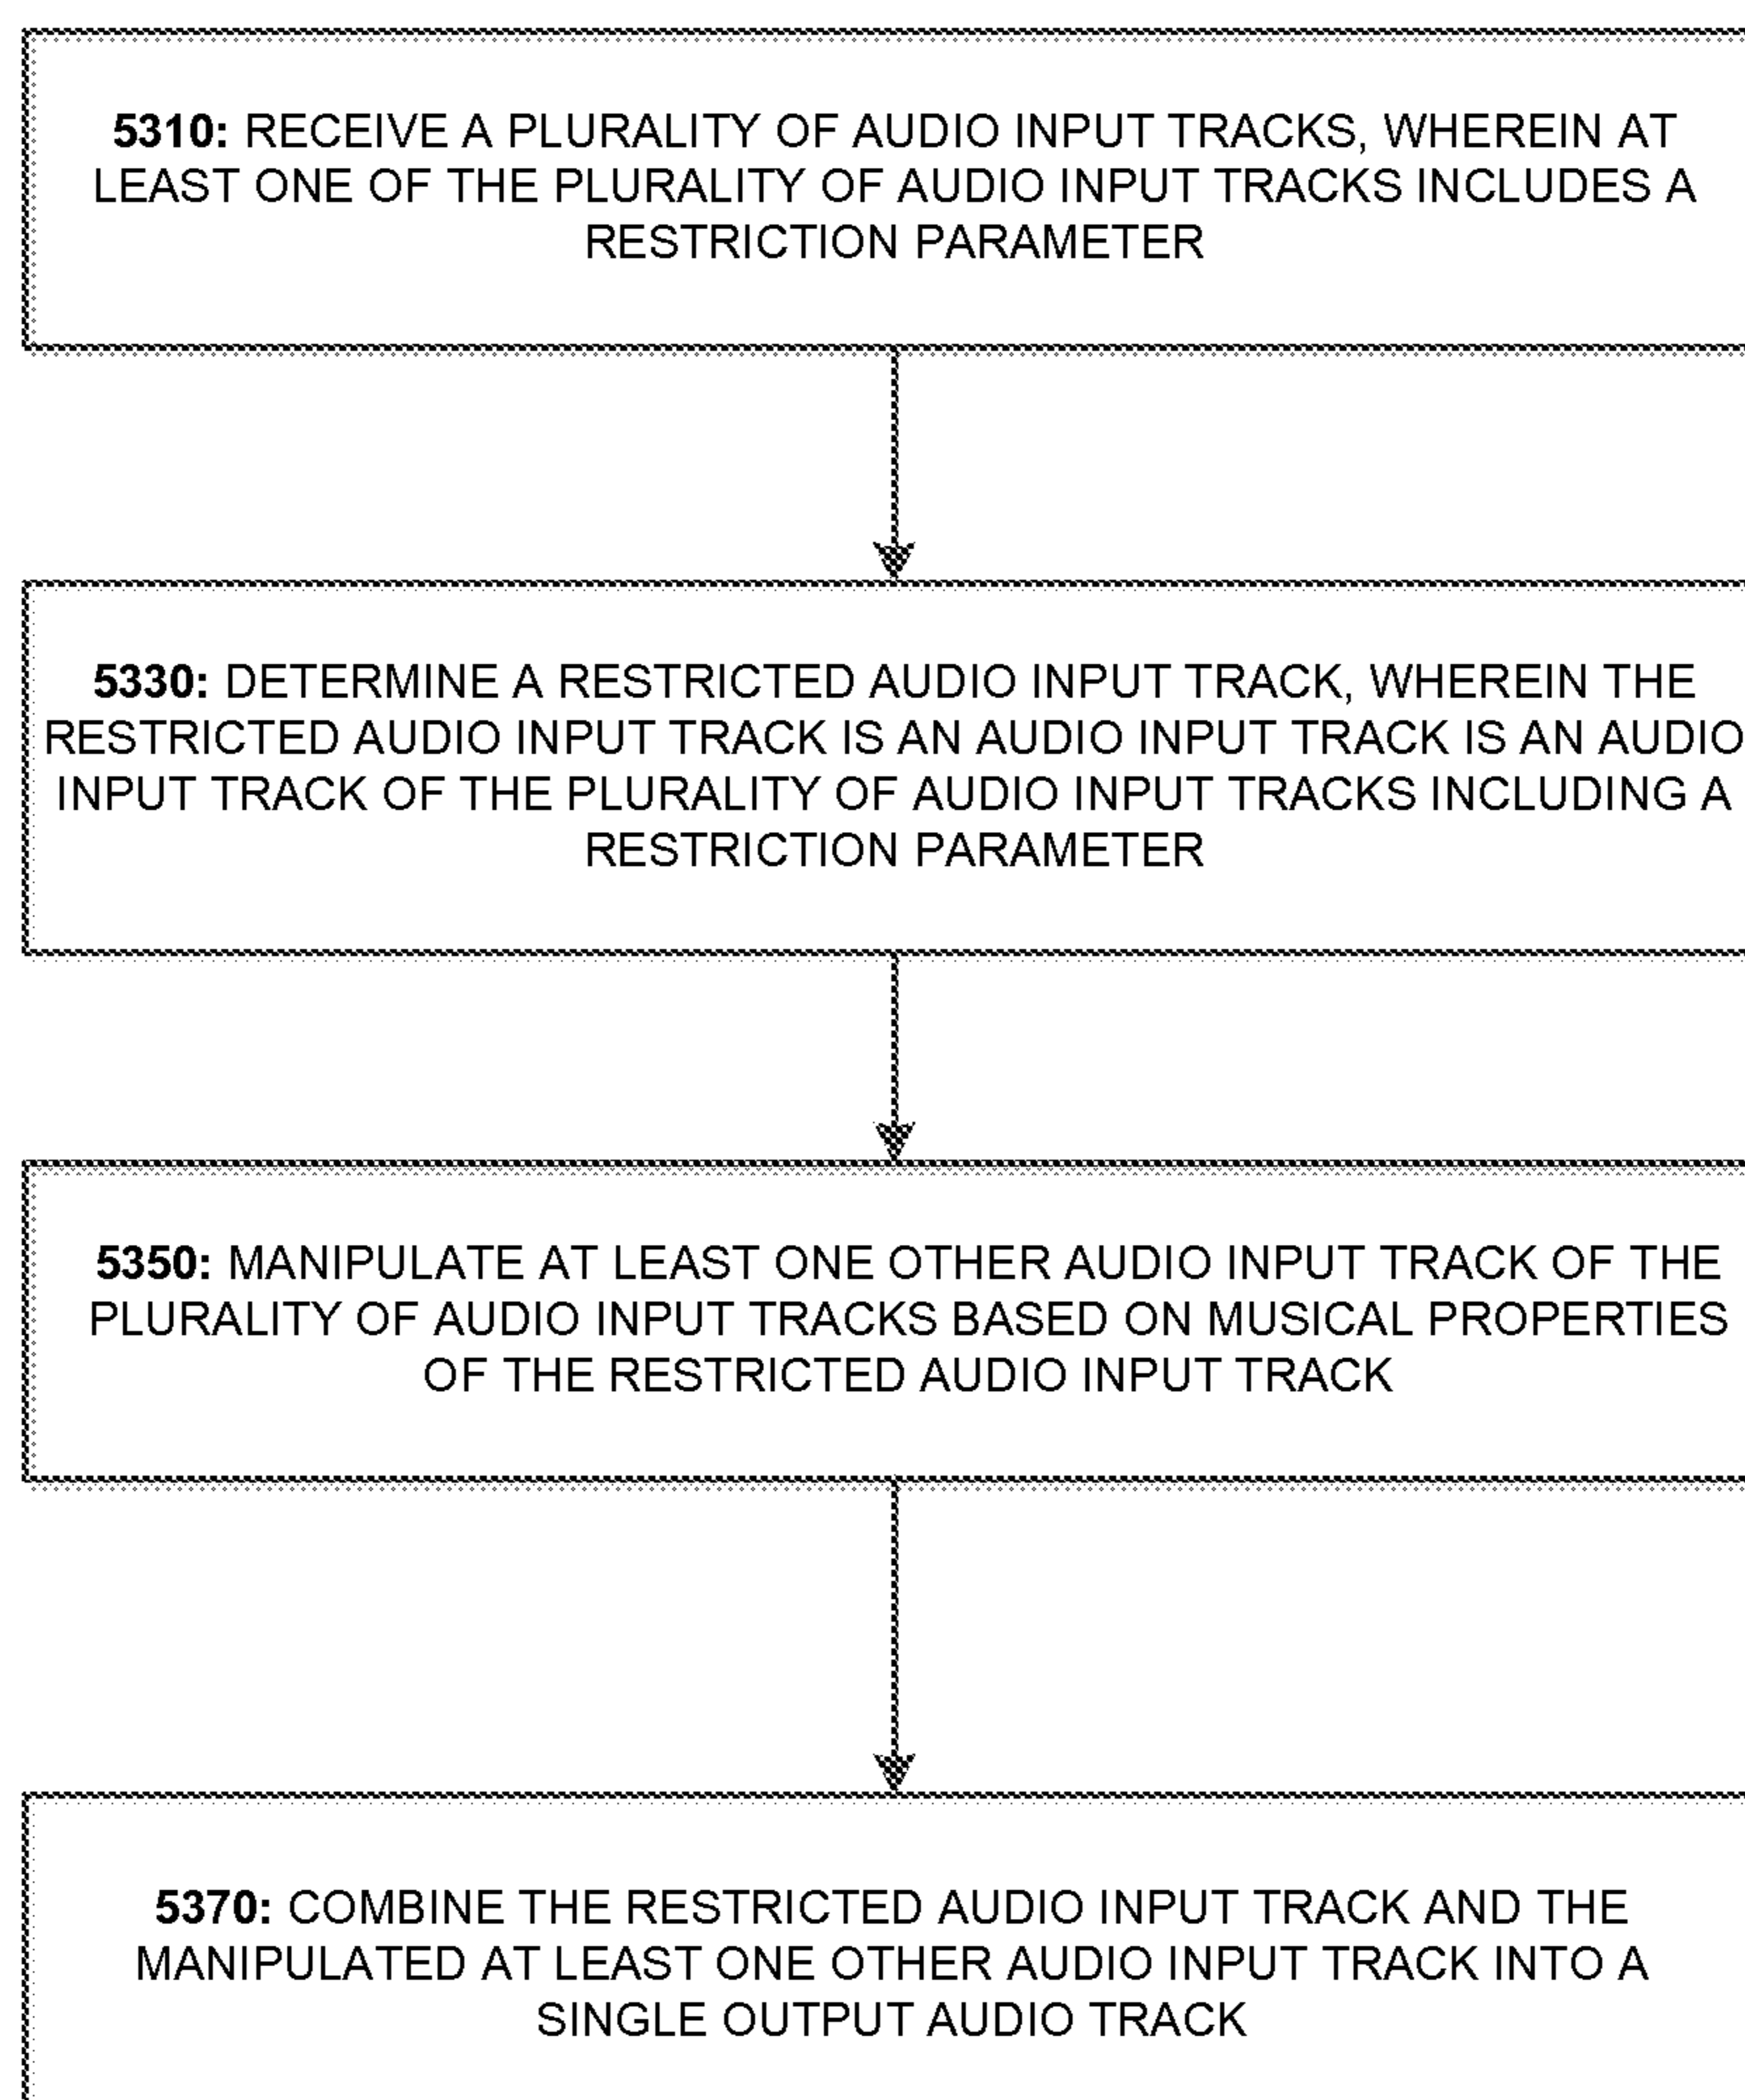 5310: RECEIVE A PLURALITY OF AUDIO INPUT TRACKS, WHEREIN AT
LEAST ONE OF THE PLURALITY OF AUDIO INPUT TRACKS INCLUDES A
RESTRICTION PARAMETER
5330: DETERMINE A RESTRICTED AUDIO INPUT TRACK, WHEREIN THE
RESTRICTED AUDIO INPUT TRACK IS AN AUDIO INPUT TRACK IS AN AUDIO
INPUT TRACK OF THE PLURALITY OF AUDIO INPUT TRACKS INCLUDING A
RESTRICTION PARAMETER
5350: MANIPULATE AT LEAST ONE OTHER AUDIO INPUT TRACK OF THE
PLURALITY OF AUDIO INPUT TRACKS BASED ON MUSICAL PROPERTIES
OF THE RESTRICTED AUDIO INPUT TRACK
5370: COMBINE THE RESTRICTED AUDIO INPUT TRACK AND THE
MANIPULATED AT LEAST ONE OTHER AUDIO INPUT TRACK INTO A
SINGLE OUTPUT AUDIO TRACK